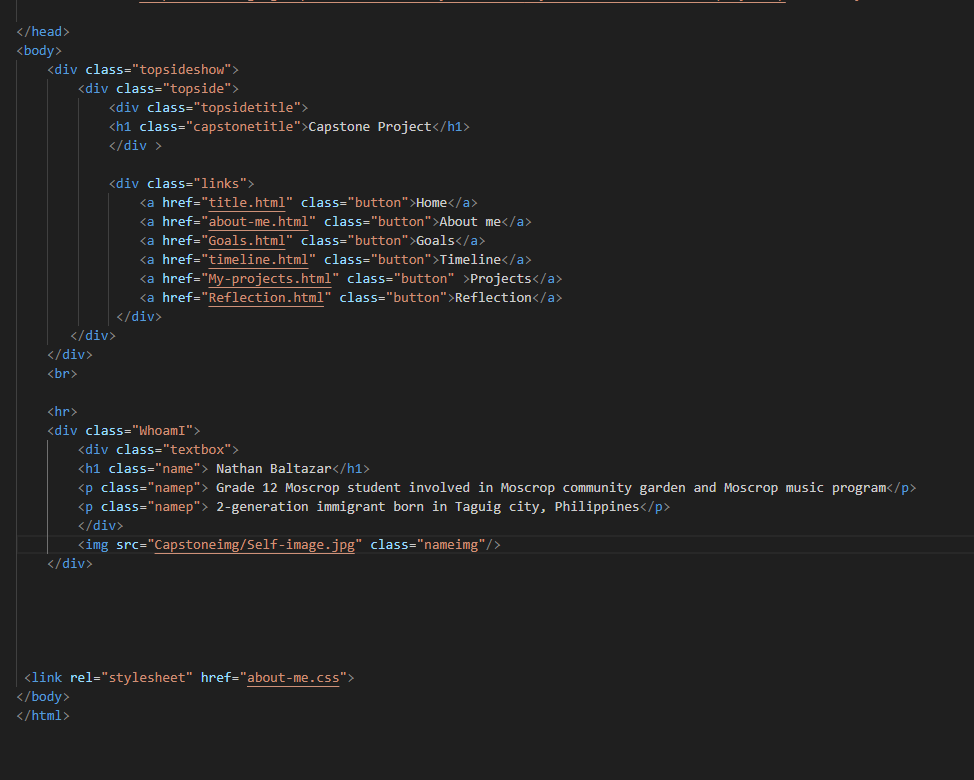 </head>
<body>
<div class="topsideshow">
<div class="topside">
<div class="topsidetitle">
<h1 class="capstonetitle">Capstone Project</h1>
</div >
<div class="links">
<a href="title.html" class="button">Home</a>
<a href="about-me.html" class="button">About me</a>
<a href="Goals.html" class="button">Goals</a>
<a href="timeline.html" class="button">Timeline</a>
<a href="My-projects.html" class="button" >Projects</a>
<a href="Reflection.html" class="button">Reflection</a>
</div>
</div>
</div>
<br>
<hr>
<div class="WhoamI">
<div class="textbox">
<h1 class="name"> Nathan Baltazar</h1>
<p class="namep"> Grade 12 Moscrop student involved in Moscrop community garden and Moscrop music program</p>
<p class="namep"> 2-generation immigrant born in Taguig city, Philippines</p>
</div>
<img src="Capstoneimg/Self-image.jpg" class="nameimg"/>
</div>
<link rel="stylesheet" href="about-me.css">
</body>
</html>